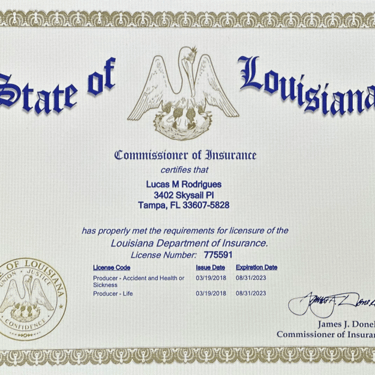 State of Louisiana
Commissioner of Insurance
certifies that
Lucas M Rodrigues
3402 Skysail Pl
Tampa, FL 33607-5828
has properly met the requirements for licensure of the
Louisiana Department of Insurance.
License Number: 775591
License Code Issue Date Expiration Date
Producer - Accident and Health or Sickness 03/19/2018 08/31/2023
Producer - Life 03/19/2018 08/31/2023
OF LOUISIANA
UNION JUSTICE
CONFIDENCE
James J. Donel
Commissioner of Insuran